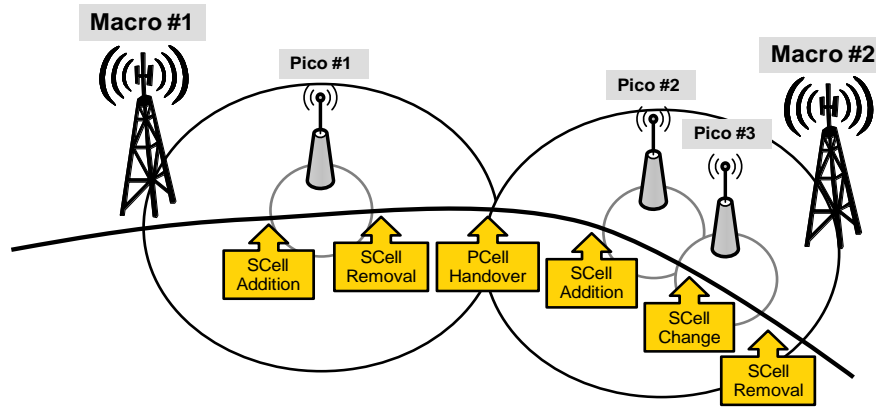 Macro #1
Pico #1
Pico #2
Macro #2
Pico #3
SCell
Addition
SCell
Removal
PCell
Handover
SCell
Addition
SCell
Change
SCell
Removal